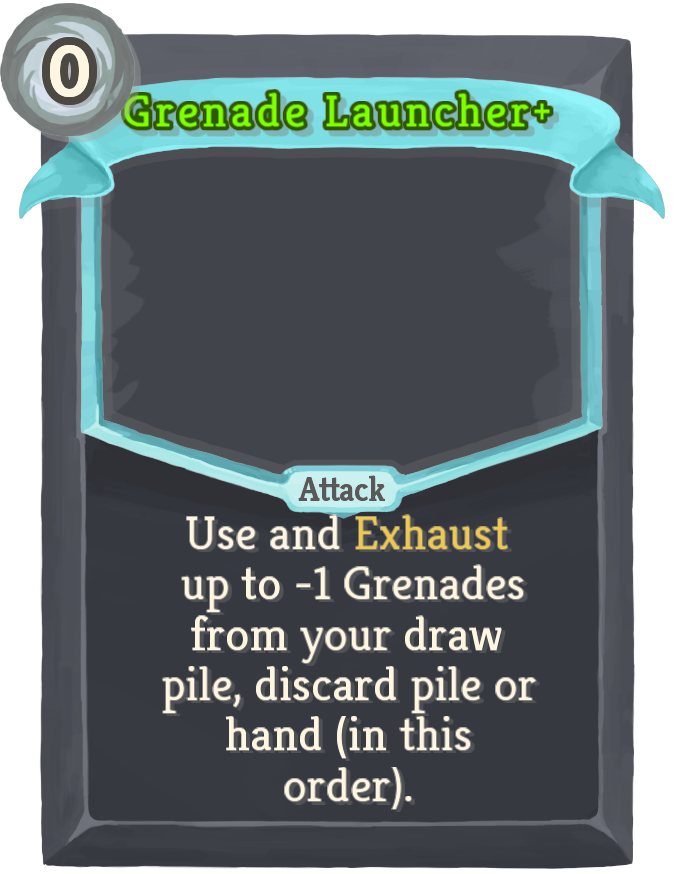 0
Grenade Launcher+
Attack
Use and Exhaust
up to -1 Grenades
from your draw
pile, discard pile or
hand (in this
order).